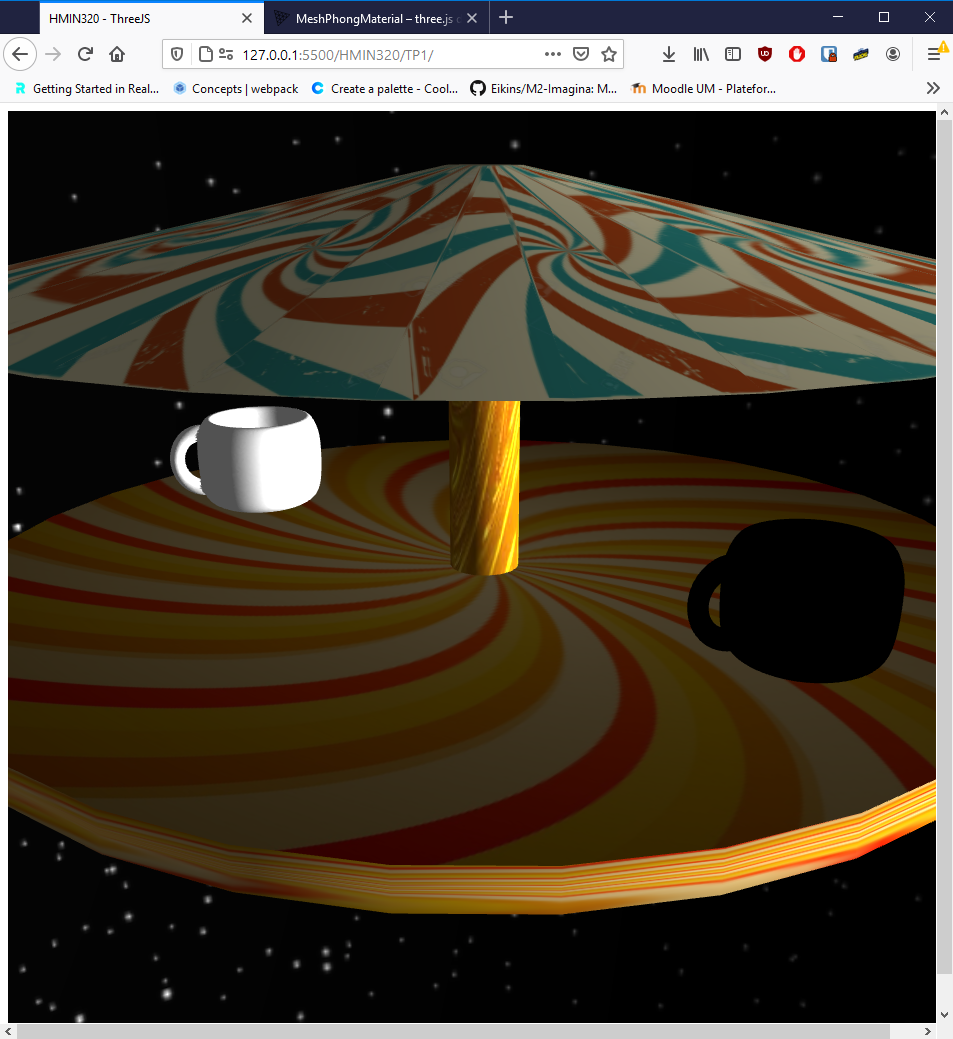 HMIN320 - ThreeJS
MeshPhongMaterial – three.js
127.0.0.1:5500/HMIN320/TP1/
Getting Started in Real... Concepts | webpack Create a palette - Cool... Eikins/M2-Imagina: M... Moodle UM - Platefor...